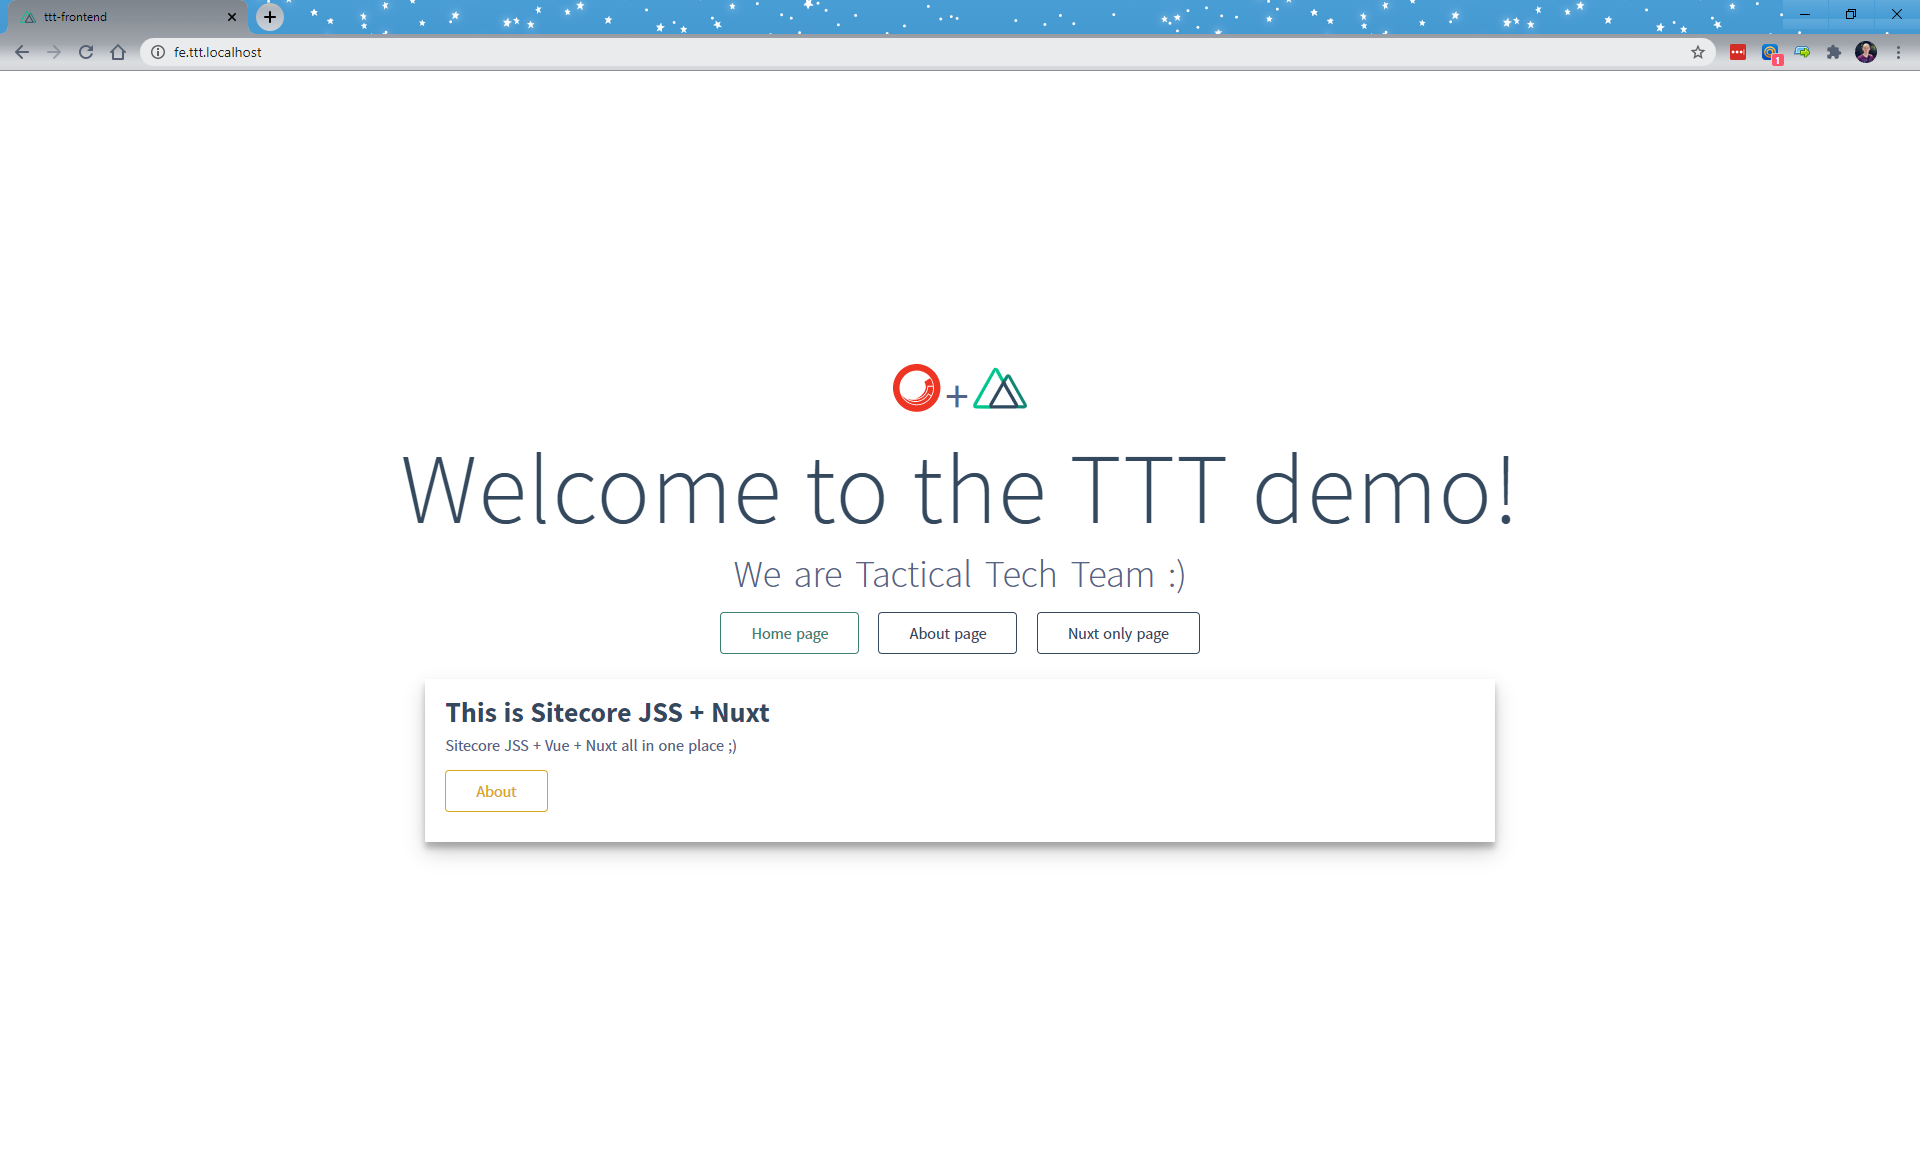 ttt-frontend
fe.ttt.localhost
1
+
Welcome to the TTT demo!
We are Tactical Tech Team :)
Home page About page Nuxt only page
This is Sitecore JSS + Nuxt
Sitecore JSS + Vue + Nuxt all in one place ;)
About